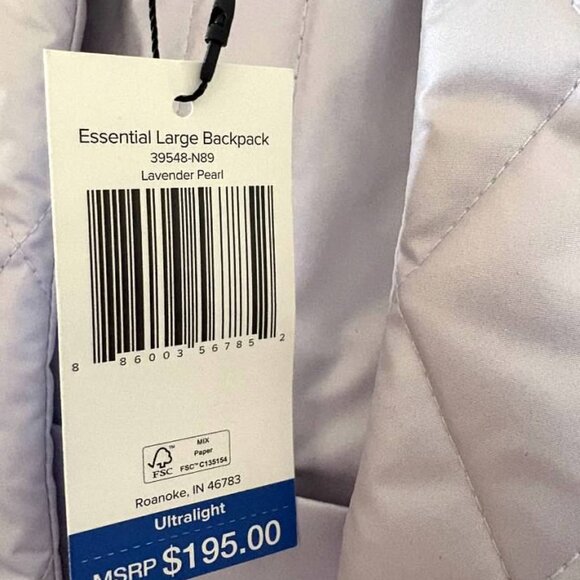 Essential Large Backpack
39548-N89
Lavender Pearl
8 86003 56785 2
FSC
MIX
Paper
FSC™ C135154
Roanoke, IN 46783
Ultralight
MSRP $195.00